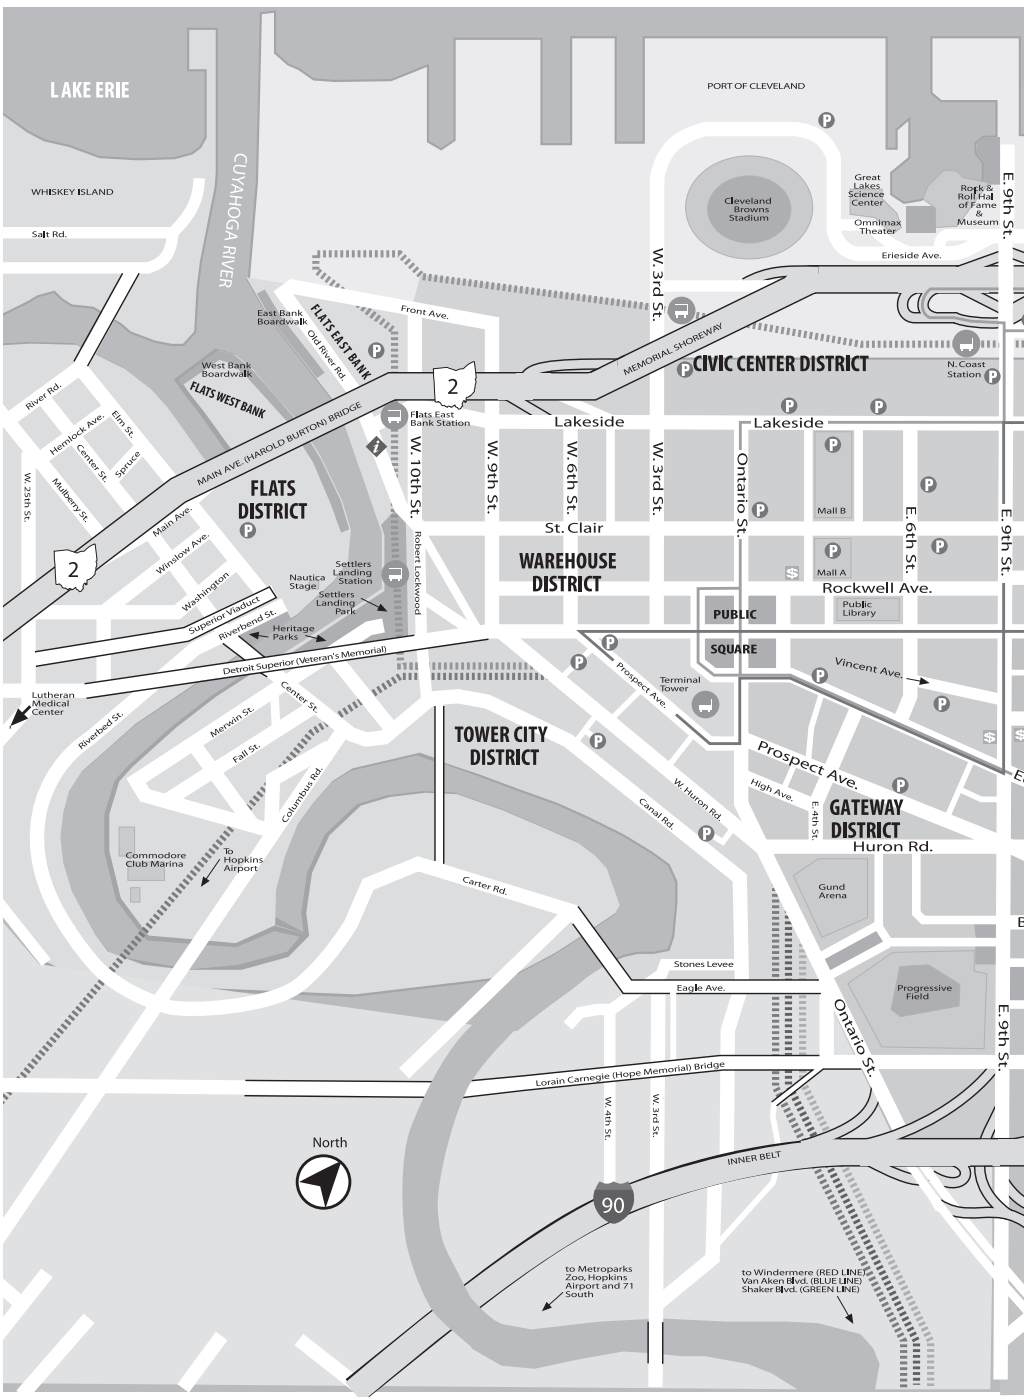 LAKE ERIE
PORT OF CLEVELAND
P
CUYAHOGA RIVER
WHISKEY ISLAND
Salt Rd.
Cleveland
Browns
Stadium
Great
Lakes
Science
Center
Omnimax
Theater
Rock &
Roll Hall
of Fame
&
Museum
E. 9th St.
Erieside Ave.
W. 3rd St.
East Bank
Boardwalk
FLATS EAST BANK
Old River Rd.
Front Ave.
P
MEMORIAL SHOREWAY
CIVIC CENTER DISTRICT
P
N. Coast
Station
P
West Bank
Boardwalk
FLATS WEST BANK
2
MAIN AVE. (HAROLD BURTON) BRIDGE
River Rd.
Hemlock Ave.
Elm St.
Center St.
Spruce
Mulberry St.
W. 25th St.
Main Ave.
Winslow Ave.
Washington
2
Flats East
Bank Station
i
Lakeside
Lakeside
P
P
W. 10th St.
W. 9th St.
W. 6th St.
W. 3rd St.
Ontario St.
P
Mall B
P
P
E. 6th St.
P
E. 9th St.
FLATS
DISTRICT
P
St. Clair
WAREHOUSE
DISTRICT
Robert Lockwood
Settlers
Landing
Station
Nautica
Stage
Settlers
Landing
Park
P
Mall A
$
Rockwell Ave.
Public
Library
PUBLIC
SQUARE
Superior Viaduct
Riverbend St.
Heritage
Parks
Detroit Superior (Veteran's Memorial)
Lutheran
Medical
Center
Riverbed St.
Center St.
Merwin St.
Fall St.
Columbus Rd.
P
P
Prospect Ave.
Terminal
Tower
P
Vincent Ave.
P
$
$
TOWER CITY
DISTRICT
P
Prospect Ave.
High Ave.
P
W. Huron Rd.
Canal Rd.
P
E. 4th St.
GATEWAY
DISTRICT
Huron Rd.
Commodore
Club Marina
To
Hopkins
Airport
Carter Rd.
Gund
Arena
Stones Levee
Eagle Ave.
Progressive
Field
Ontario St.
E. 9th St.
Lorain Carnegie (Hope Memorial) Bridge
W. 4th St.
W. 3rd St.
North
INNER BELT
90
to Metroparks
Zoo, Hopkins
Airport and 71
South
to Windermere (RED LINE)
Van Aken Blvd. (BLUE LINE)
Shaker Blvd. (GREEN LINE)